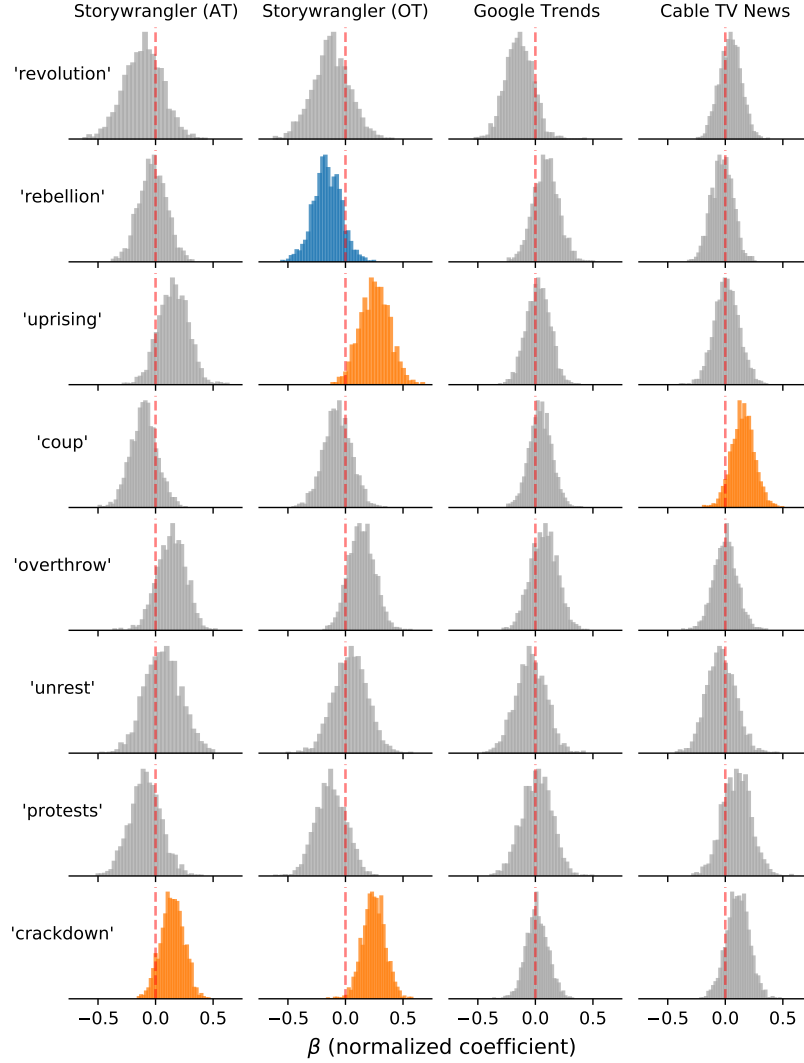 Storywrangler (AT) Storywrangler (OT) Google Trends Cable TV News
'revolution'
'rebellion'
'uprising'
'coup'
'overthrow'
'unrest'
'protests'
'crackdown'
−0.5 0.0 0.5 −0.5 0.0 0.5 −0.5 0.0 0.5 −0.5 0.0 0.5
β (normalized coefficient)